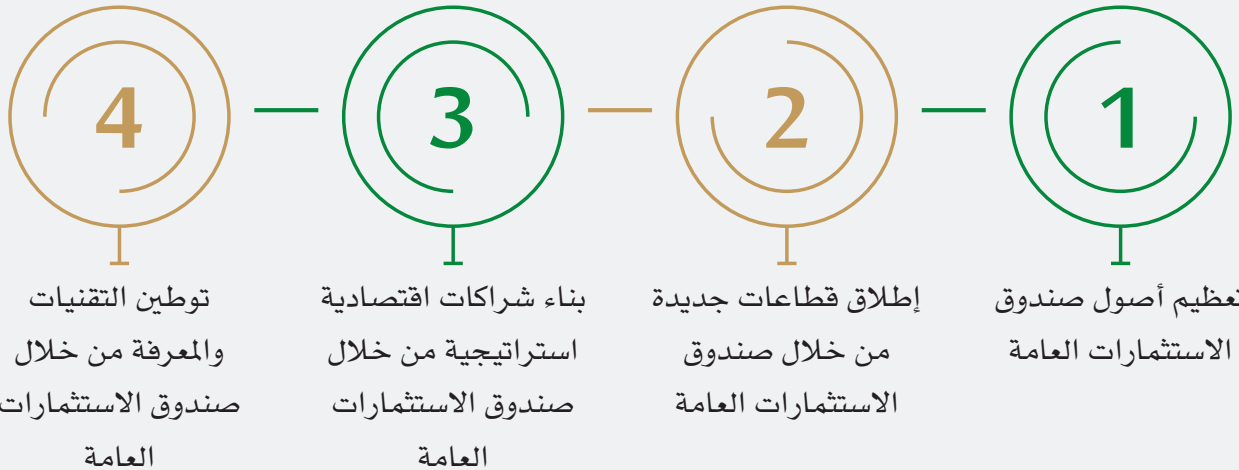 1
تعظيم أصول صندوق
الاستثمارات العامة
2
إطلاق قطاعات جديدة
من خلال صندوق
الاستثمارات العامة
3
بناء شراكات اقتصادية
استراتيجية من خلال
صندوق الاستثمارات
العامة
4
توطين التقنيات
والمعرفة من خلال
صندوق الاستثمارات
العامة